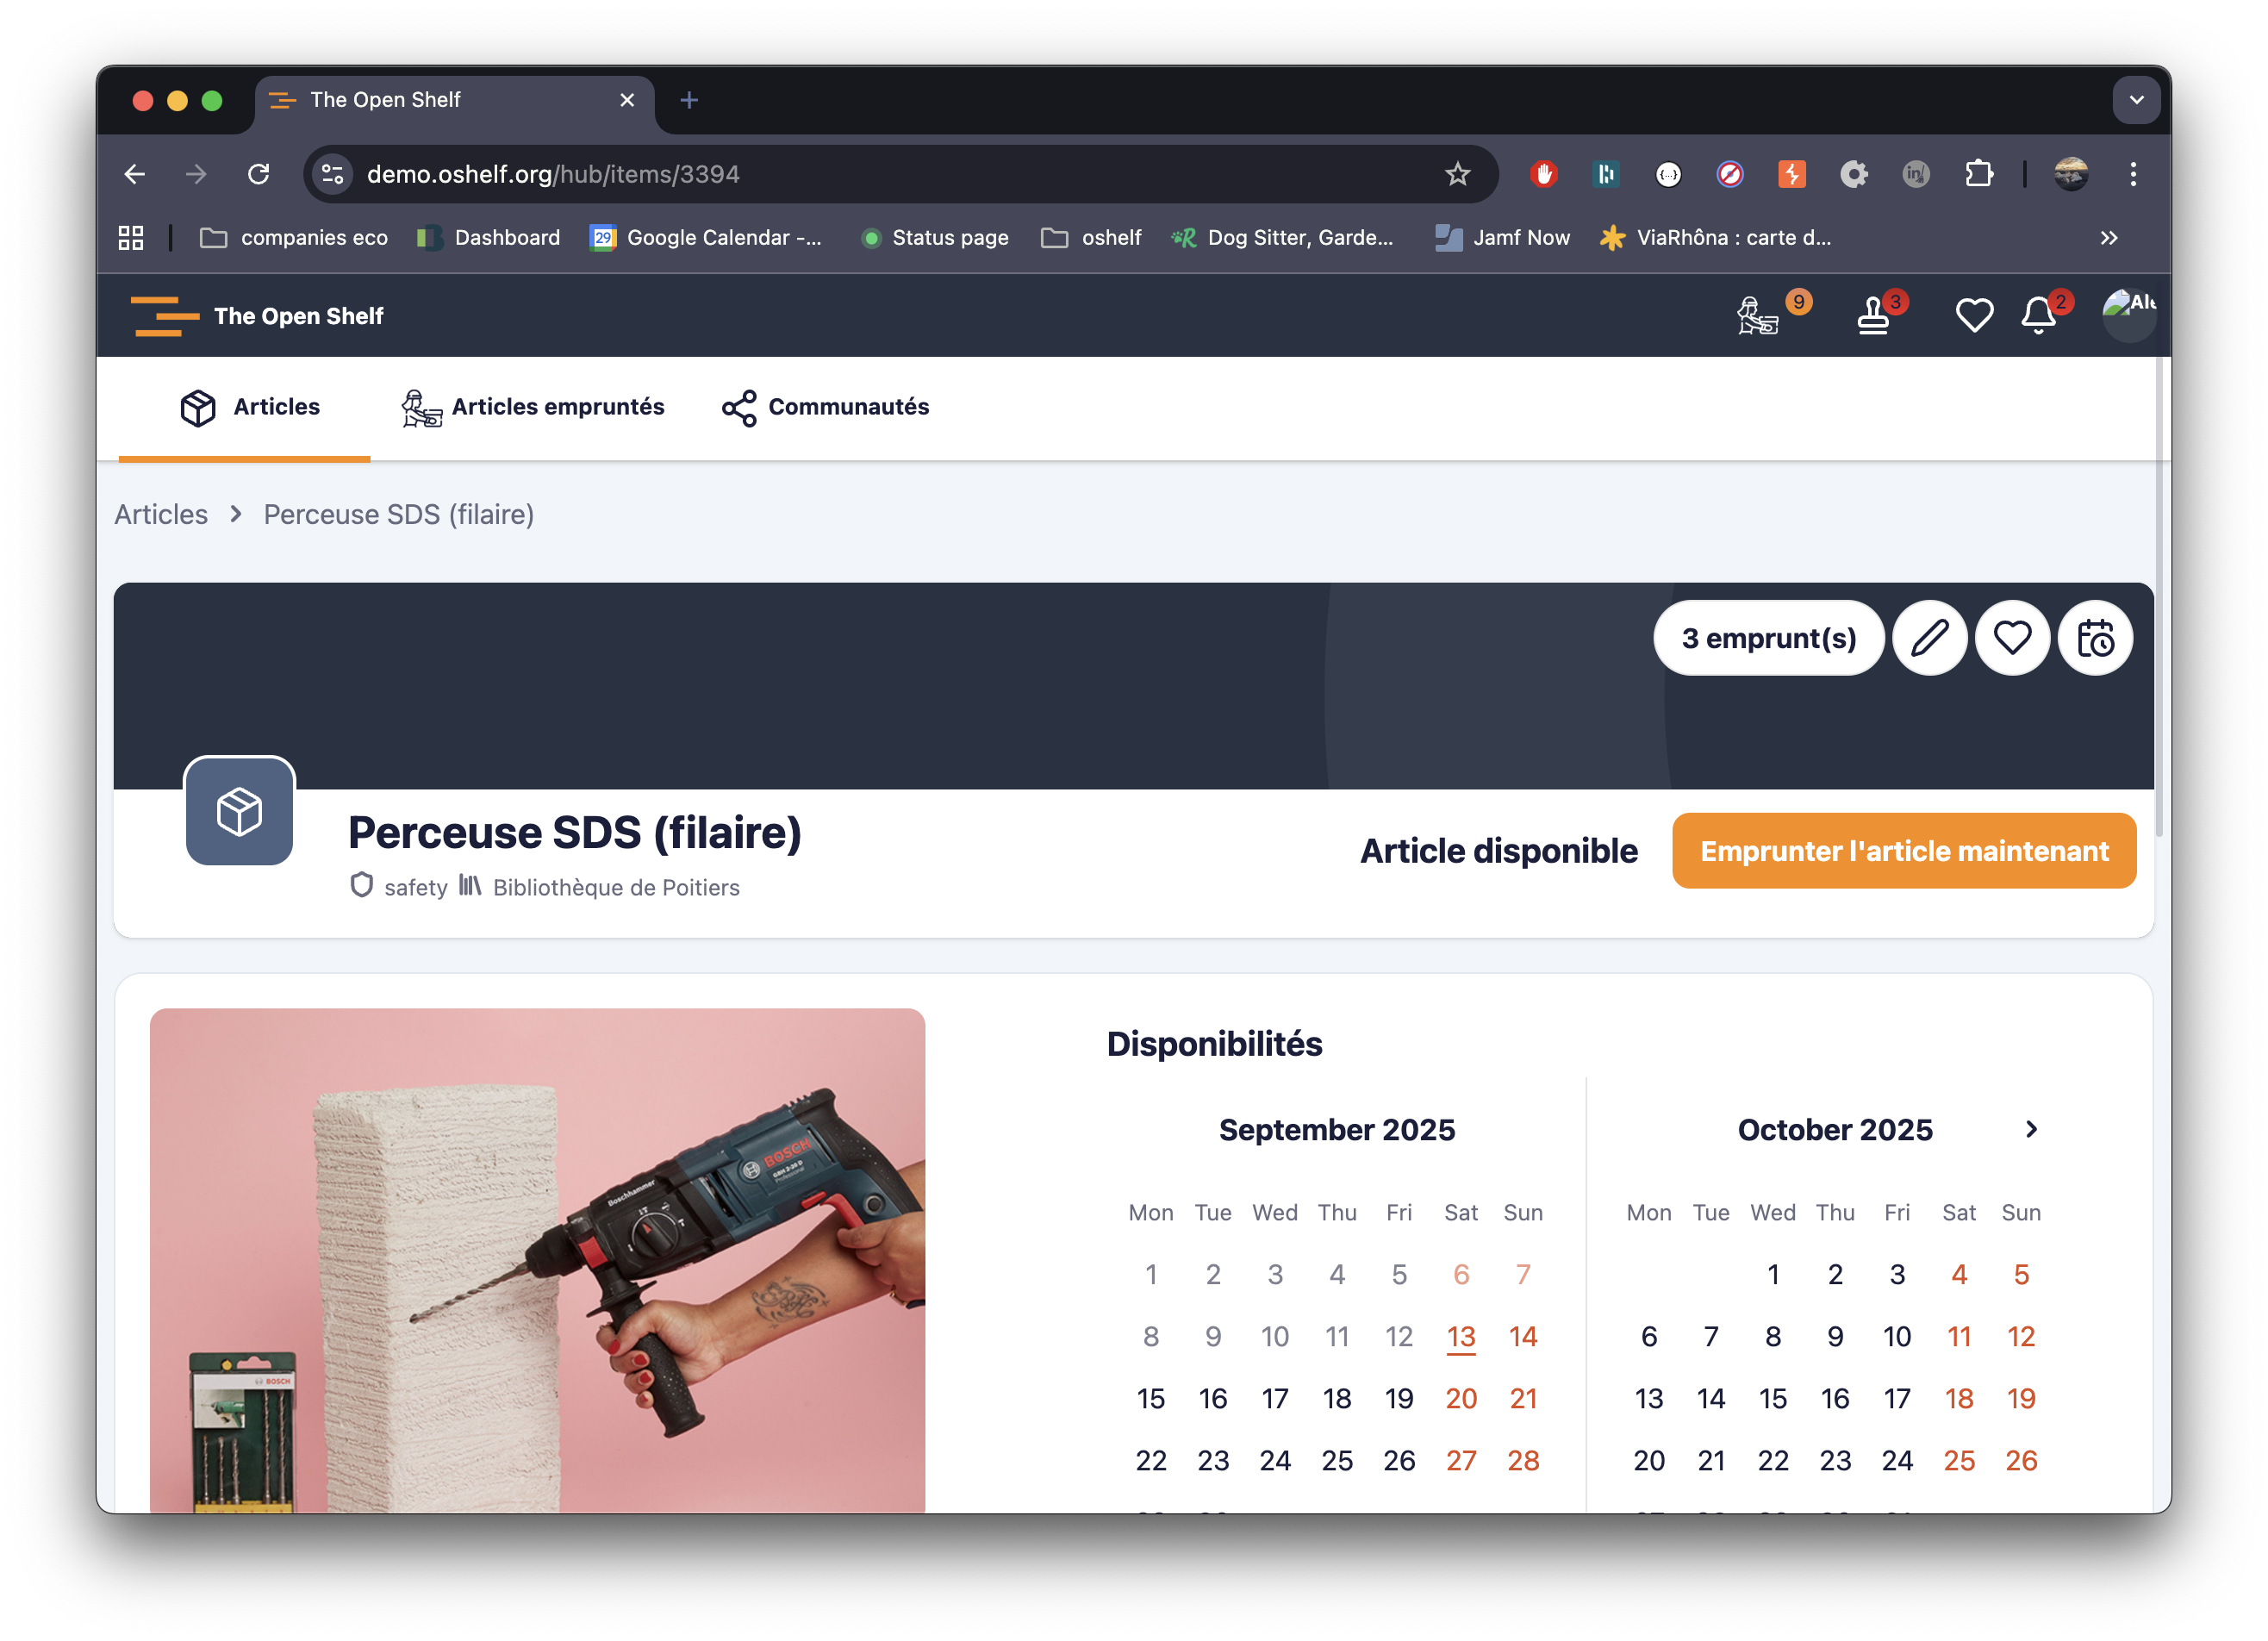 The Open Shelf
demo.oshelf.org/hub/items/3394
companies eco
Dashboard
29
Google Calendar -...
Status page
oshelf
Dog Sitter, Garde...
Jamf Now
ViaRhôna : carte d...
The Open Shelf
9
3
2
Articles
Articles empruntés
Communautés
Articles > Perceuse SDS (filaire)
3 emprunt(s)
Perceuse SDS (filaire)
safety Bibliothèque de Poitiers
Article disponible
Emprunter l'article maintenant
Disponibilités
September 2025
Mon Tue Wed Thu Fri Sat Sun
1 2 3 4 5 6 7
8 9 10 11 12 13 14
15 16 17 18 19 20 21
22 23 24 25 26 27 28
October 2025
Mon Tue Wed Thu Fri Sat Sun
1 2 3 4 5
6 7 8 9 10 11 12
13 14 15 16 17 18 19
20 21 22 23 24 25 26
BOSCH
Professional
Boschhammer
BOSCH